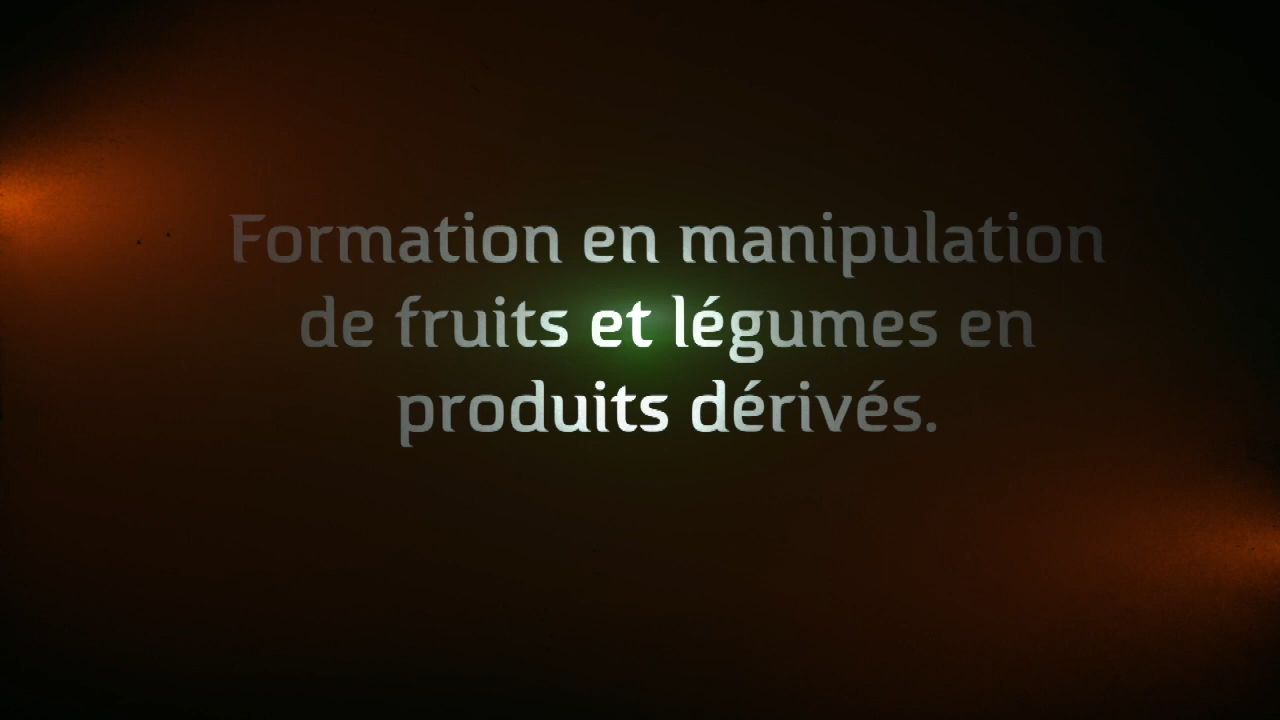 Formation en manipulation
de fruits et légumes en
produits dérivés.